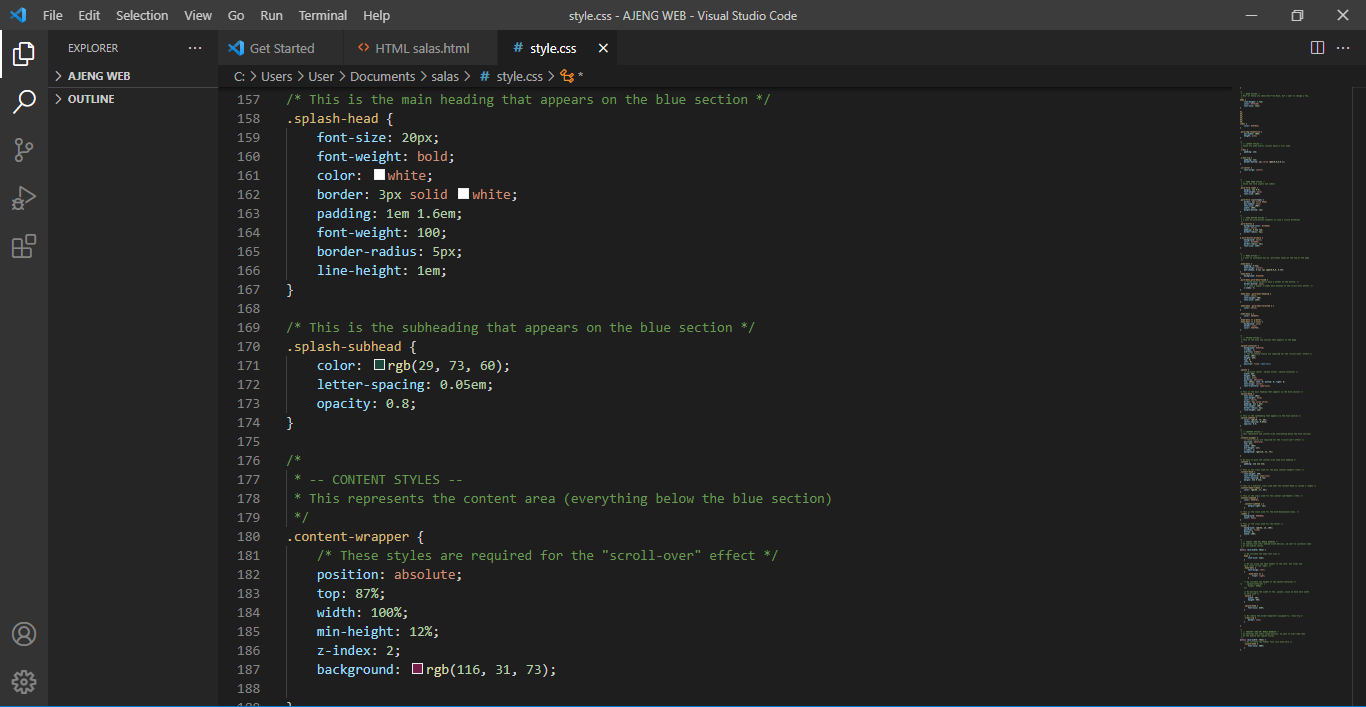 File Edit Selection View Go Run Terminal Help
style.css - AJENG WEB - Visual Studio Code
EXPLORER
AJENG WEB
OUTLINE
Get Started
HTML salas.html
# style.css
C: > Users > User > Documents > salas > # style.css > *
157 /* This is the main heading that appears on the blue section */
158 .splash-head {
159 font-size: 20px;
160 font-weight: bold;
161 color: white;
162 border: 3px solid white;
163 padding: 1em 1.6em;
164 font-weight: 100;
165 border-radius: 5px;
166 line-height: 1em;
167 }
168
169 /* This is the subheading that appears on the blue section */
170 .splash-subhead {
171 color: rgb(29, 73, 60);
172 letter-spacing: 0.05em;
173 opacity: 0.8;
174 }
175
176 /*
177 * -- CONTENT STYLES --
178 * This represents the content area (everything below the blue section)
179 */
180 .content-wrapper {
181 /* These styles are required for the "scroll-over" effect */
182 position: absolute;
183 top: 87%;
184 width: 100%;
185 min-height: 12%;
186 z-index: 2;
187 background: rgb(116, 31, 73);
188
189 }